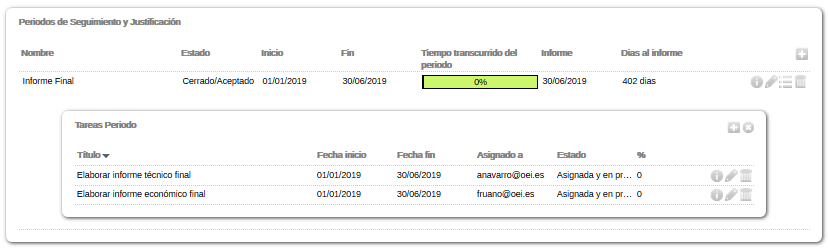 Periodos de Seguimiento y Justificación
Nombre Estado Inicio Fin Tiempo transcurrido del periodo Informe Dias al informe
Informe Final Cerrado/Aceptado 01/01/2019 30/06/2019 0% 30/06/2019 402 dias
Tareas Periodo
Título Fecha inicio Fecha fin Asignado a Estado %
Elaborar informe técnico final 01/01/2019 30/06/2019 anavarro@oei.es Asignada y en pr... 0
Elaborar informe económico final 01/01/2019 30/06/2019 fruano@oei.es Asignada y en pr... 0